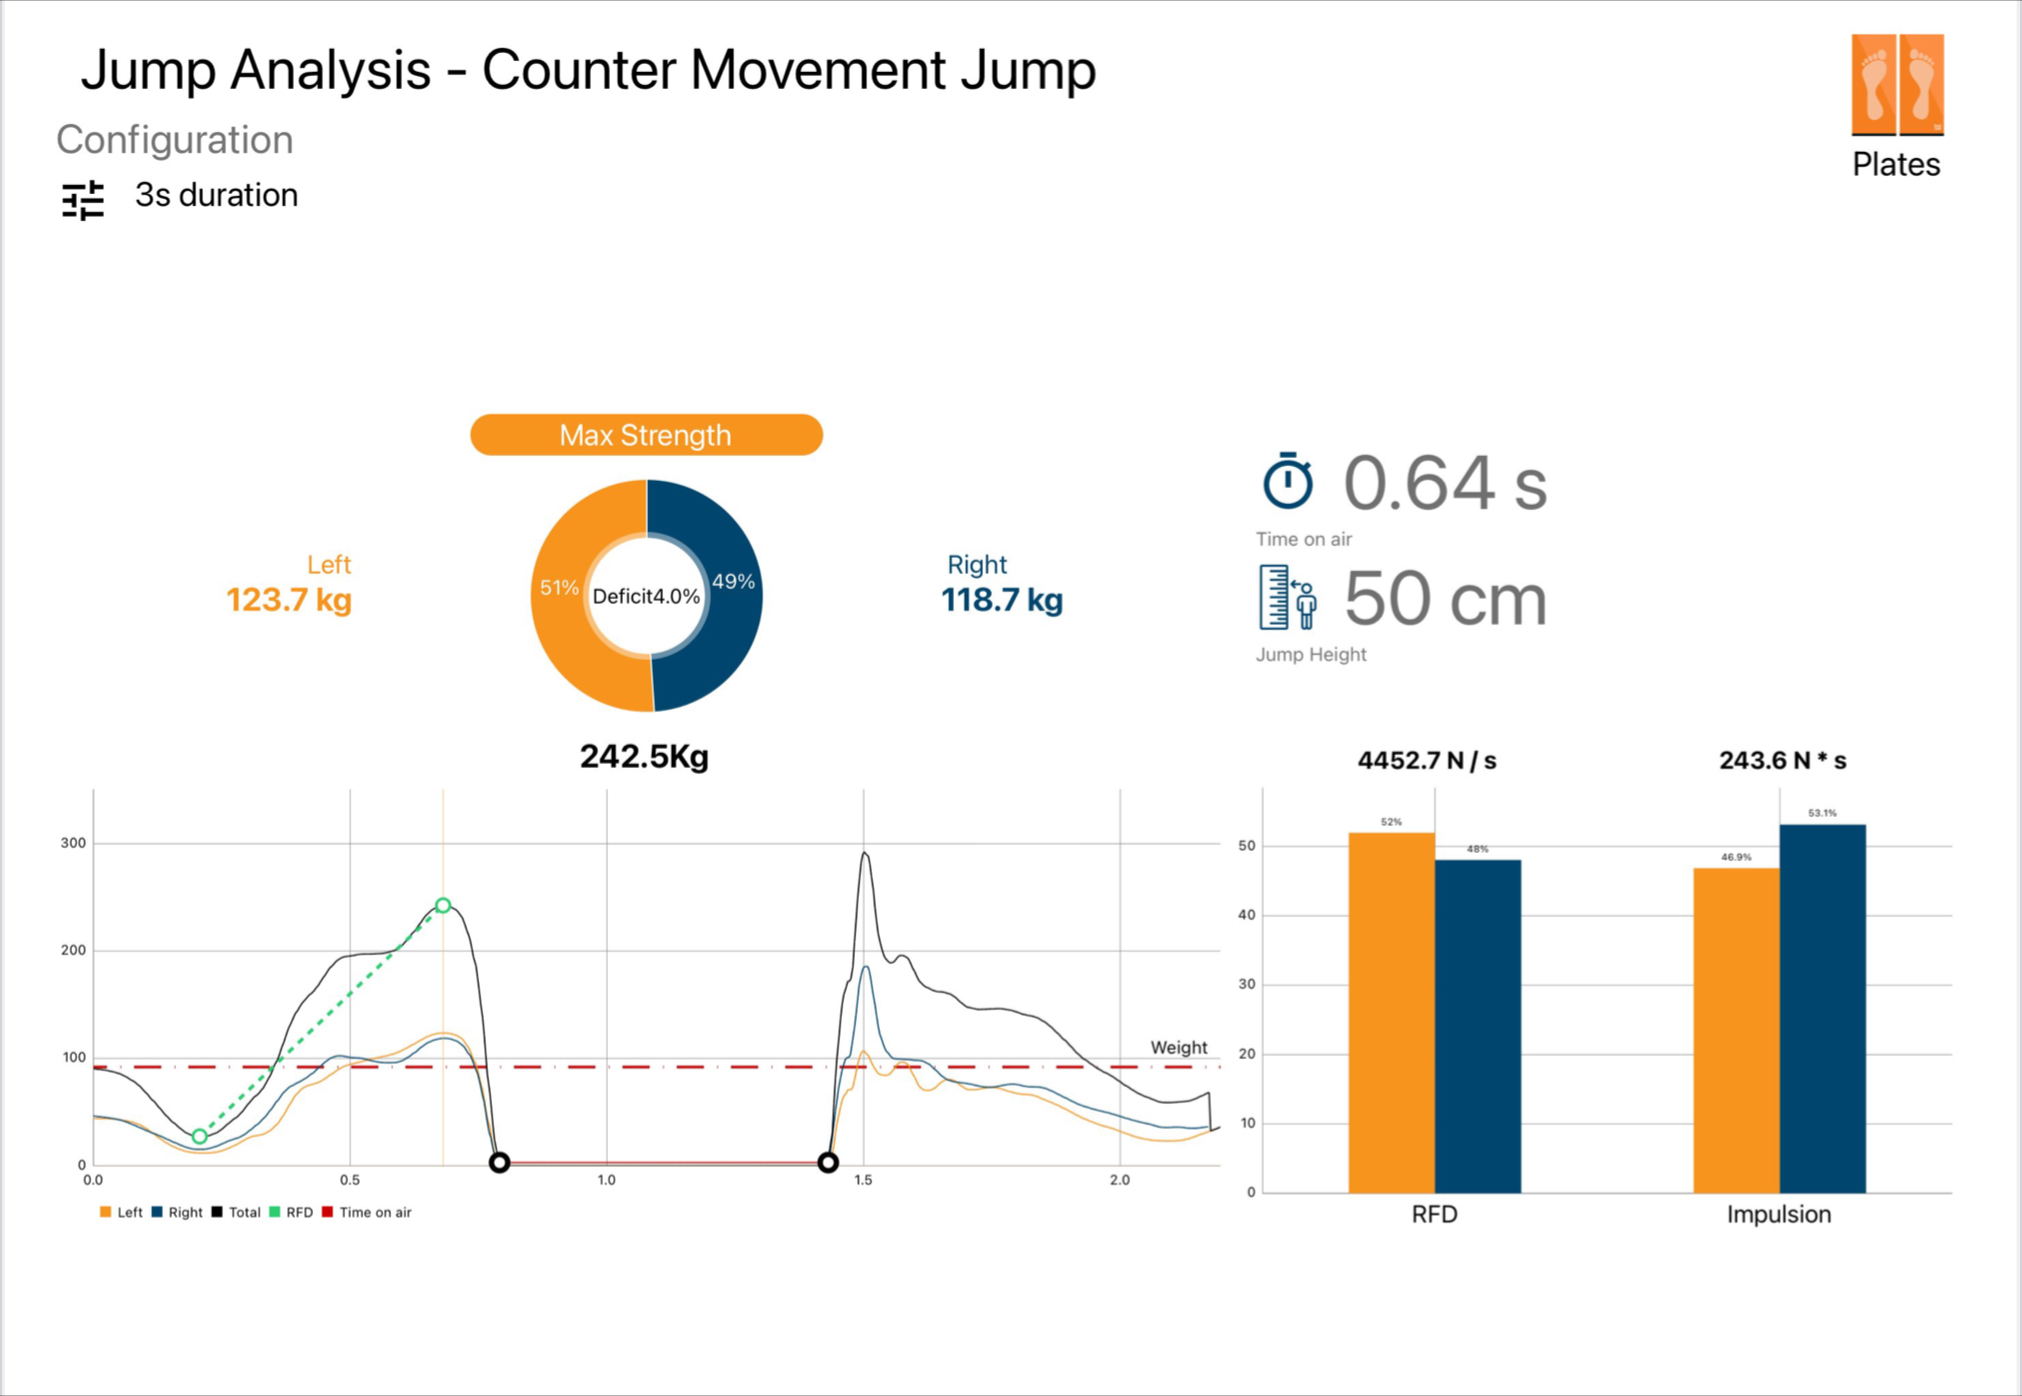 Jump Analysis - Counter Movement Jump
Plates
Configuration
3s duration
Max Strength
Left
123.7 kg
51%
Deficit4.0%
49%
Right
118.7 kg
242.5Kg
0.64 s
Time on air
50 cm
Jump Height
300
200
100
0
Weight
0.0 0.5 1.0 1.5 2.0
Left Right Total RFD Time on air
4452.7 N / s
243.6 N * s
52%
48%
46.9%
53.1%
50
40
30
20
10
0
RFD
Impulsion